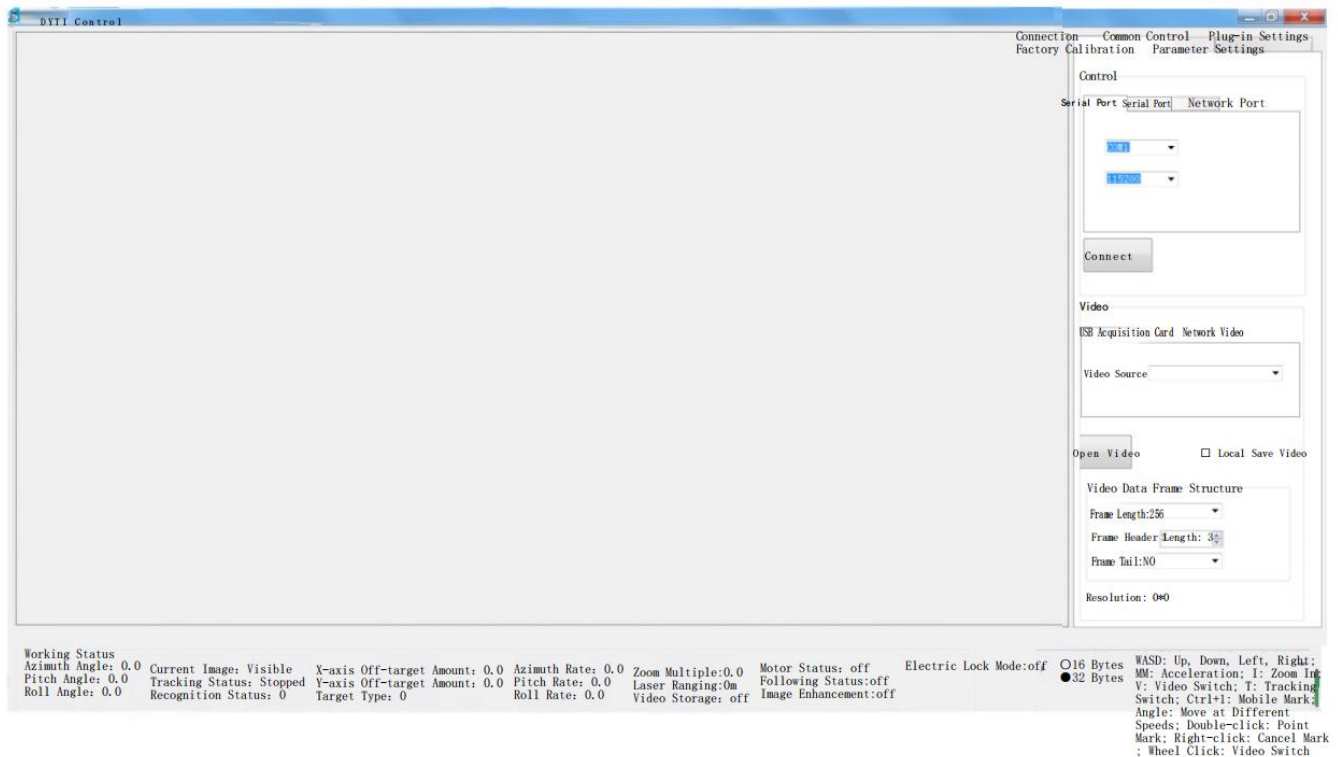 DYTI Control
Connection Common Control Plug-in Settings
Factory Calibration Parameter Settings
Control
Serial Port Serial Port Network Port
COM1
115200
Connect
Video
USB Acquisition Card Network Video
Video Source
Open Video Local Save Video
Video Data Frame Structure
Frame Length:256
Frame Header Length: 3
Frame Tail:NO
Resolution: 0*0
Working Status
Azimuth Angle: 0.0
Pitch Angle: 0.0
Roll Angle: 0.0
Current Image: Visible
Tracking Status: Stopped
Recognition Status: 0
X-axis Off-target Amount: 0.0
Y-axis Off-target Amount: 0.0
Target Type: 0
Azimuth Rate: 0.0
Pitch Rate: 0.0
Roll Rate: 0.0
Zoom Multiple:0.0
Laser Ranging:0m
Video Storage: off
Motor Status: off
Following Status:off
Image Enhancement:off
Electric Lock Mode:off
16 Bytes
32 Bytes
WASD: Up, Down, Left, Right;
MM: Acceleration; I: Zoom In;
V: Video Switch; T: Tracking
Switch; Ctrl+1: Mobile Mark;
Angle: Move at Different
Speeds; Double-click: Point
Mark; Right-click: Cancel Mark
; Wheel Click: Video Switch